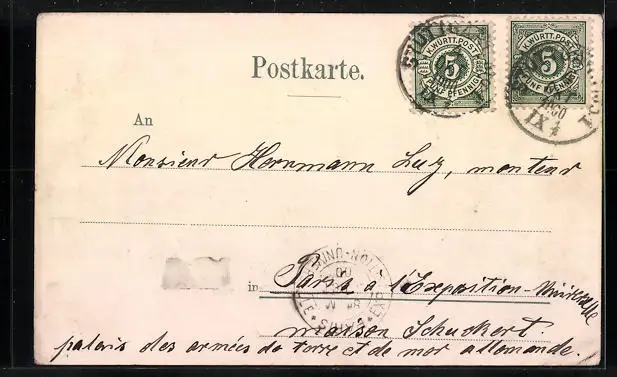 K. WÜRTT. POST
5
FÜNF PFENNIG
K. WÜRTT. POST
5
FÜNF PFENNIG
Postkarte.
An
Monsieur Herrmann Luz, monteur
in Paris a l'Exposition-Universelle
maison Schuckert.
palais des armées de terre et de mer allemande.